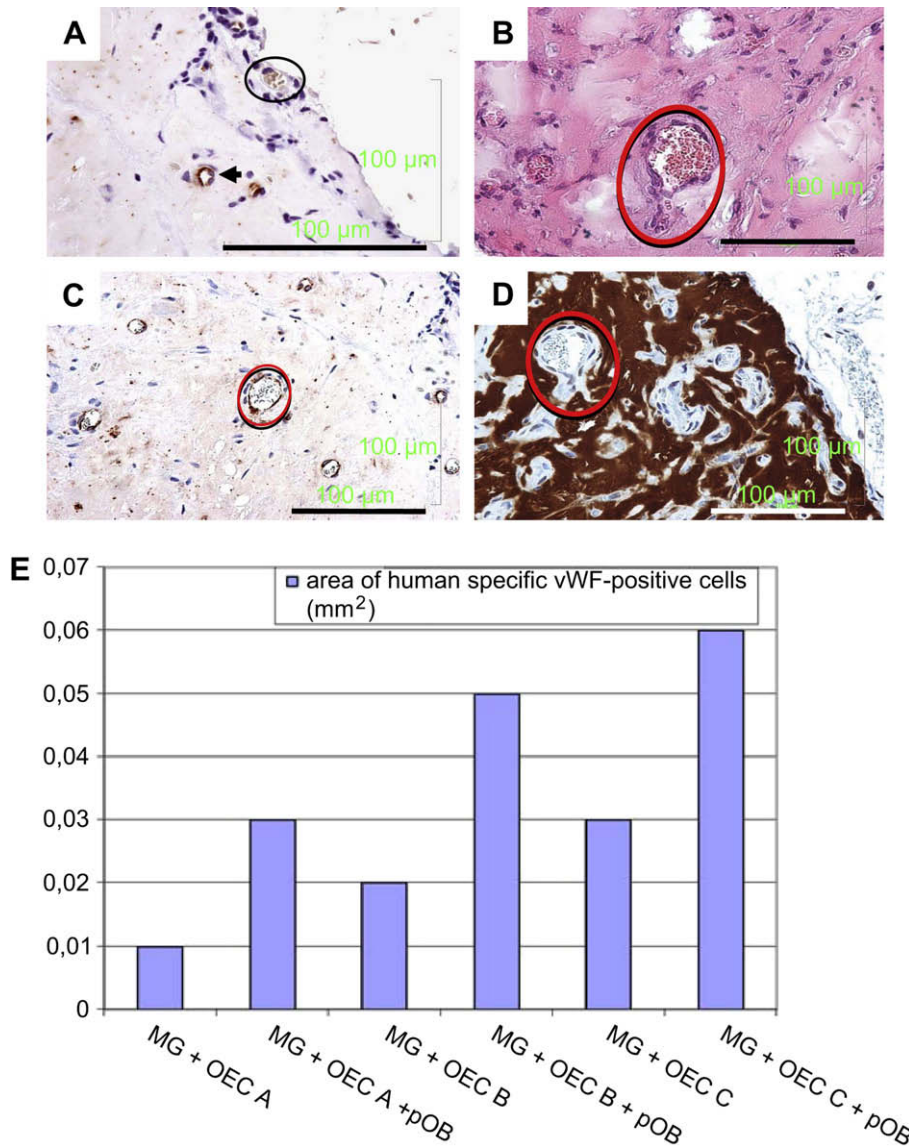 A
100 µm
100 µm
B
100 µm
C
100 µm
100 µm
D
100 µm
100 µm
E
area of human specific vWF-positive cells
(mm2)
0,07
0,06
0,05
0,04
0,03
0,02
0,01
0
MG + OEC A
MG + OEC A +pOB
MG + OEC B
MG + OEC B + pOB
MG + OEC C
MG + OEC C + pOB